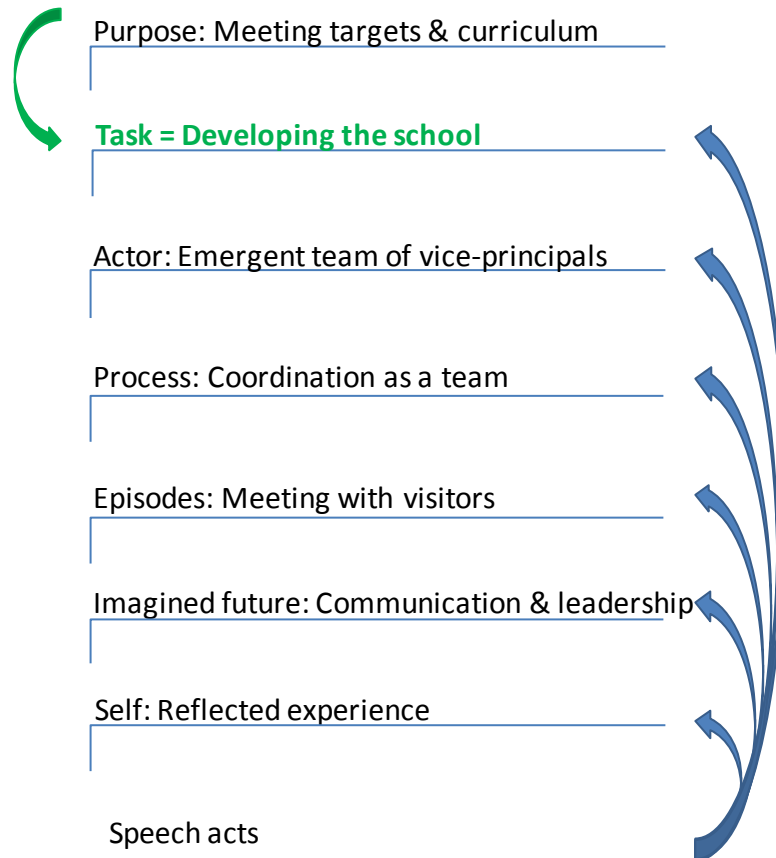 Purpose: Meeting targets & curriculum
Task = Developing the school
Actor: Emergent team of vice-principals
Process: Coordination as a team
Episodes: Meeting with visitors
Imagined future: Communication & leadership
Self: Reflected experience
Speech acts